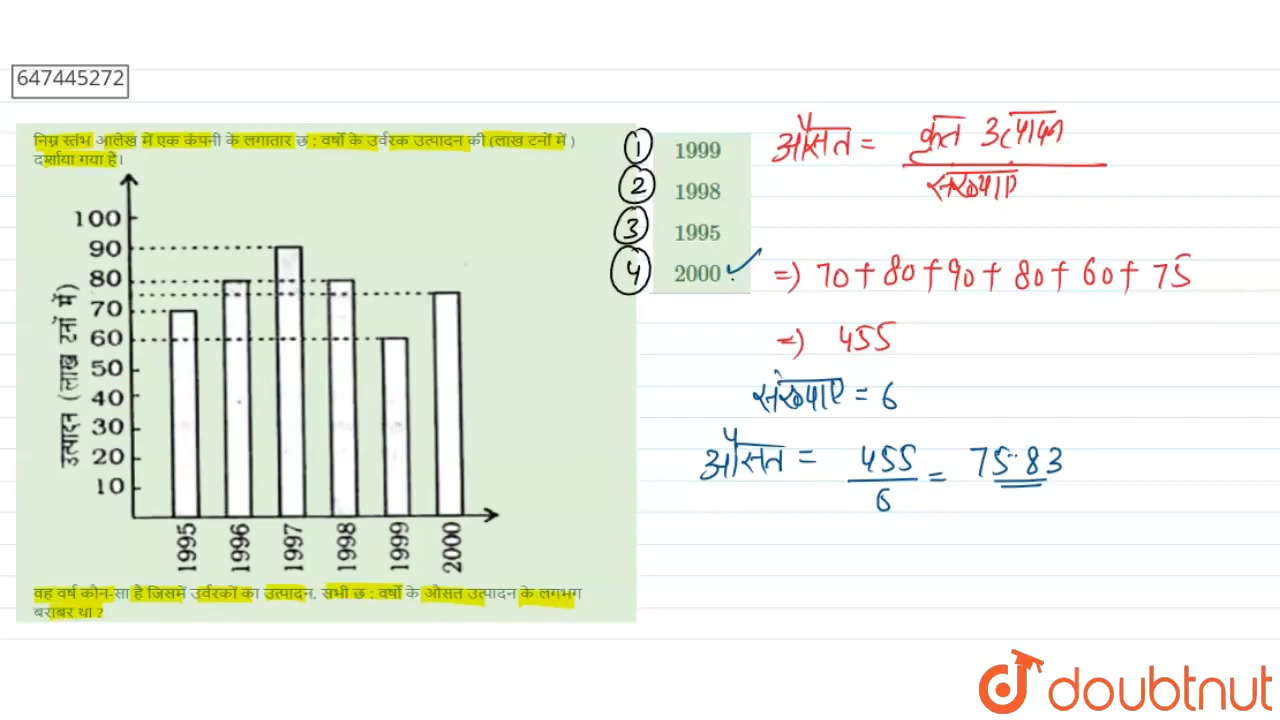 647445272
निम्न स्तंभ आलेख में एक कंपनी के लगातार छ : वर्षो के उर्वरक उत्पादन की (लाख टनों में )
दर्शाया गया है।
उत्पादन (लाख टनों में)
100
90
80
70
60
50
40
30
20
10
1995
1996
1997
1998
1999
2000
वह वर्ष कौन-सा है जिसमें उर्वरकों का उत्पादन. सभी छ : वर्षो के औसत उत्पादन के लगभग
बराबर था ?
1 1999
2 1998
3 1995
4 2000
औसत = कुल उत्पादन
संख्याए
=) 70 + 80 + 90 + 80 + 60 + 75
=) 455
संख्याए = 6
औसत = 455 / 6 = 75.83
doubtnut